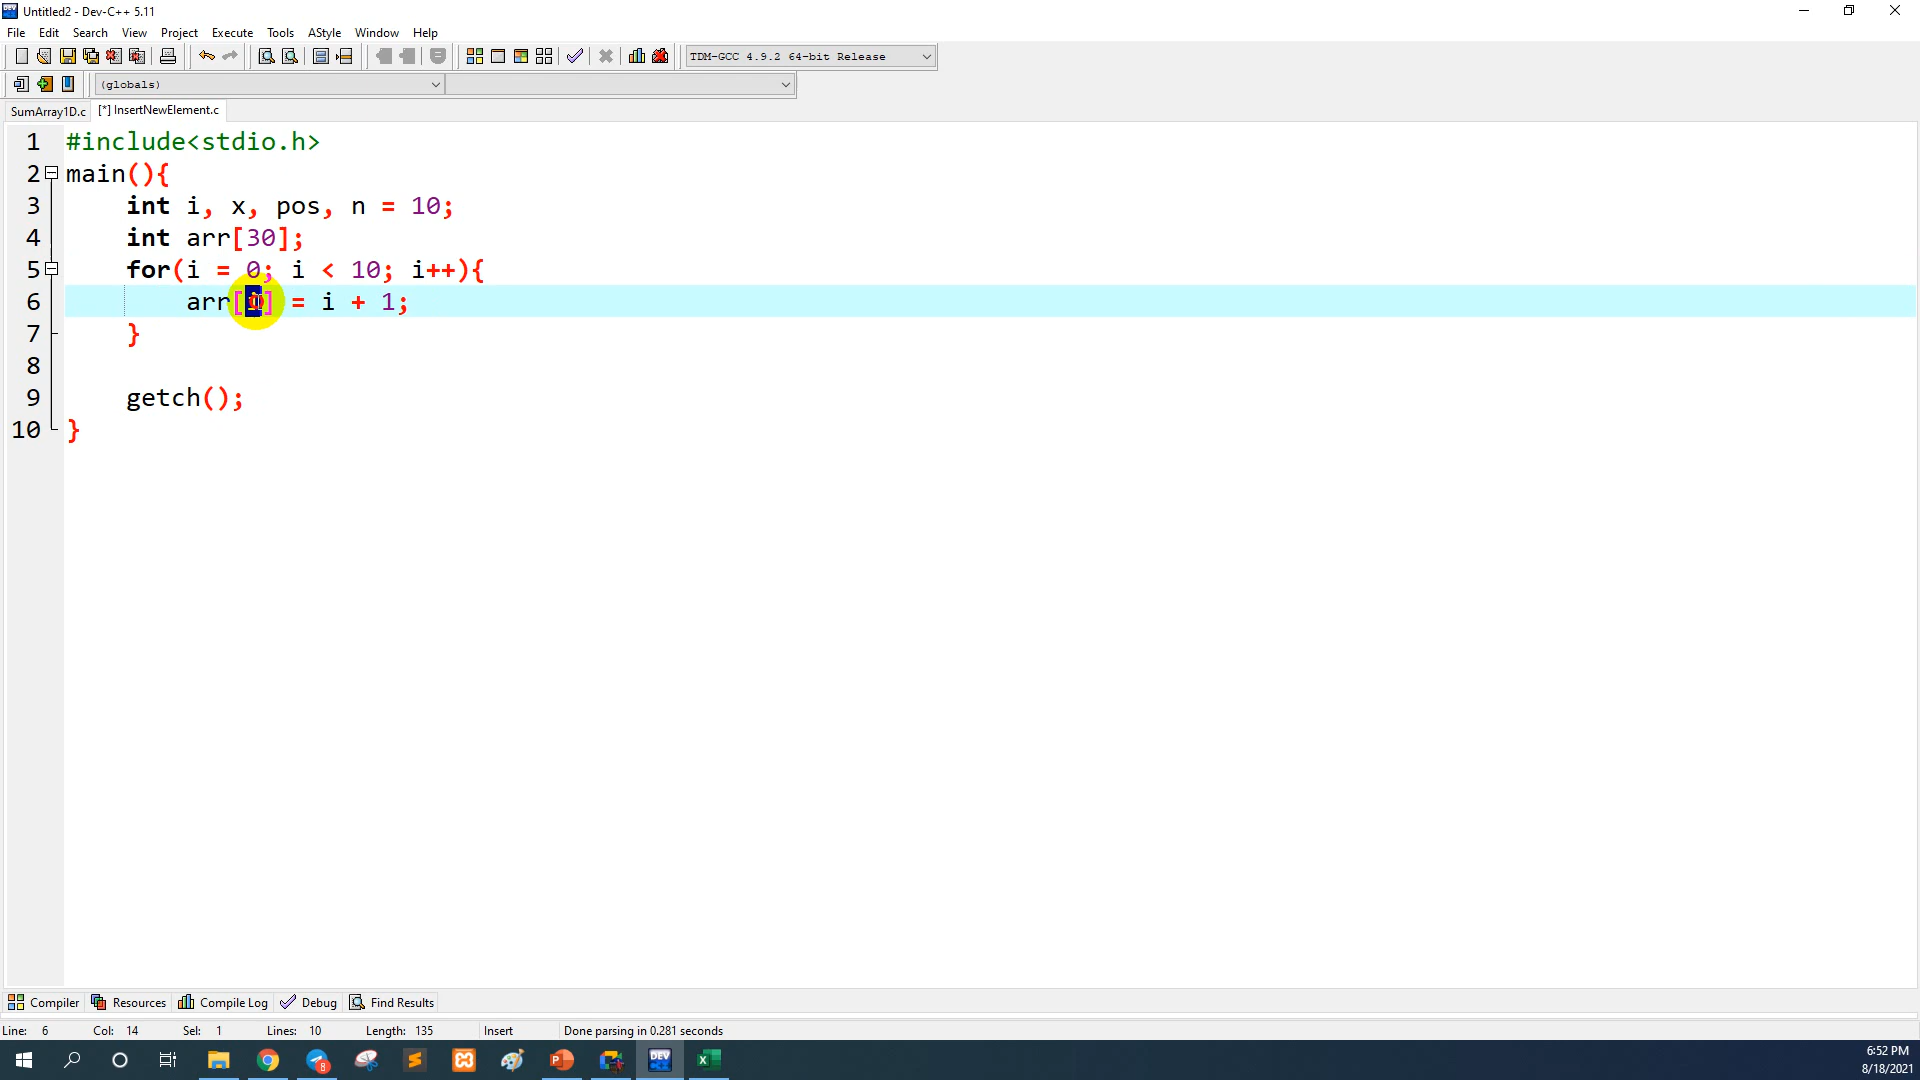 Untitled2 - Dev-C++ 5.11
File Edit Search View Project Execute Tools AStyle Window Help
TDM-GCC 4.9.2 64-bit Release
(globals)
SumArray1D.c [*] InsertNewElement.c
1 #include<stdio.h>
2 main(){
3 int i, x, pos, n = 10;
4 int arr[30];
5 for(i = 0; i < 10; i++){
6 arr[] = i + 1;
7 }
8
9 getch();
10 }
Compiler Resources Compile Log Debug Find Results
Line: 6 Col: 14 Sel: 1 Lines: 10 Length: 135 Insert Done parsing in 0.281 seconds
8
DEV
6:52 PM
8/18/2021